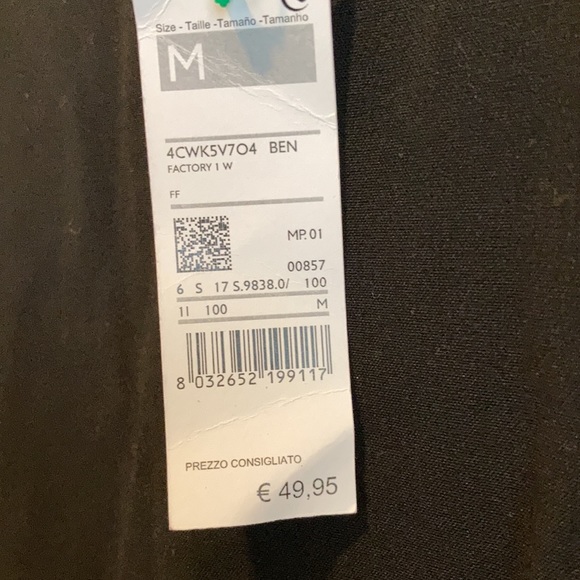 Size - Taille -Tamaño -Tamanho
M
4CWK5V7O4 BEN
FACTORY 1 W
FF
MP. 01
00857
6 S 17 S.9838.0/ 100
11 100 M
8 032652 199117
PREZZO CONSIGLIATO
€ 49,95